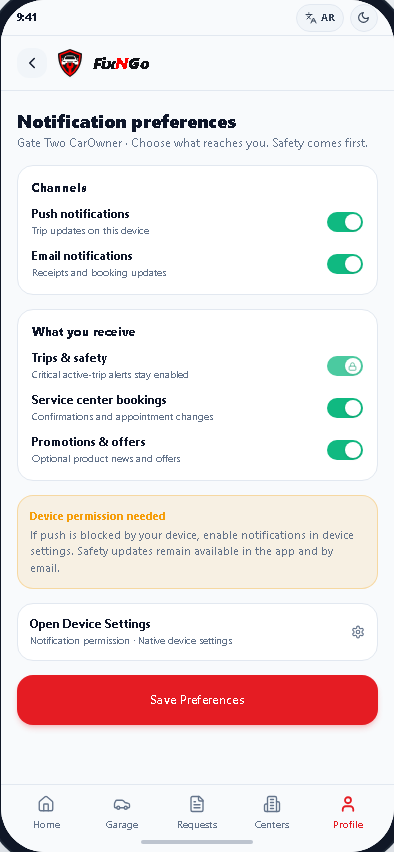 9:41
AR
FixNGo
Notification preferences
Gate Two CarOwner · Choose what reaches you. Safety comes first.
Channels
Push notifications
Trip updates on this device
Email notifications
Receipts and booking updates
What you receive
Trips & safety
Critical active-trip alerts stay enabled
Service center bookings
Confirmations and appointment changes
Promotions & offers
Optional product news and offers
Device permission needed
If push is blocked by your device, enable notifications in device
settings. Safety updates remain available in the app and by
email.
Open Device Settings
Notification permission · Native device settings
Save Preferences
Home
Garage
Requests
Centers
Profile